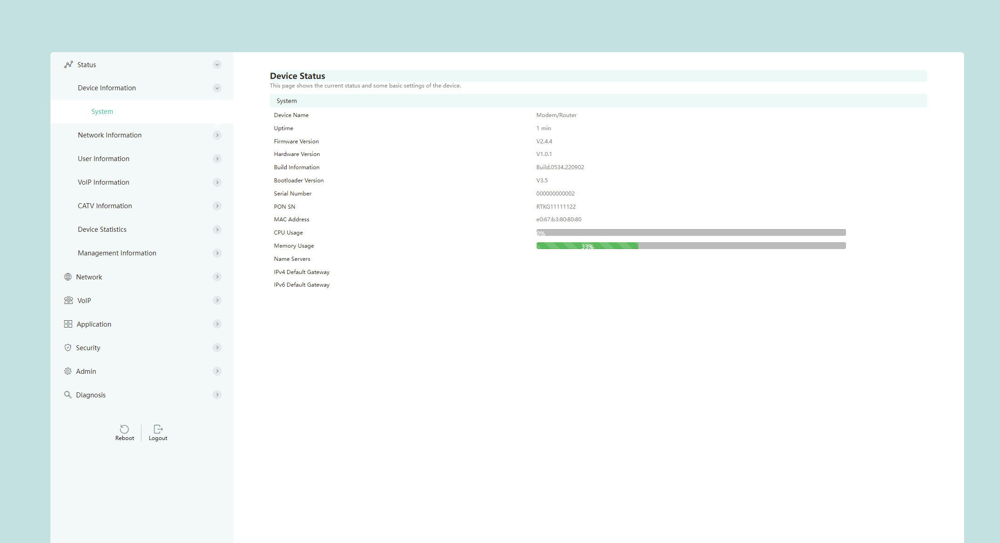 Status
Device Information
System
Network Information
User Information
VoIP Information
CATV Information
Device Statistics
Management Information
Network
VoIP
Application
Security
Admin
Diagnosis
Reboot
Logout
Device Status
This page shows the current status and some basic settings of the device.
System
Device Name Modem/Router
Uptime 1 min
Firmware Version V2.4.4
Hardware Version V1.0.1
Build Information Build.0534.220902
Bootloader Version V3.5
Serial Number 000000000002
PON SN RTKG11111122
MAC Address e0:67:b3:80:80:80
CPU Usage 0%
Memory Usage 33%
Name Servers
IPv4 Default Gateway
IPv6 Default Gateway